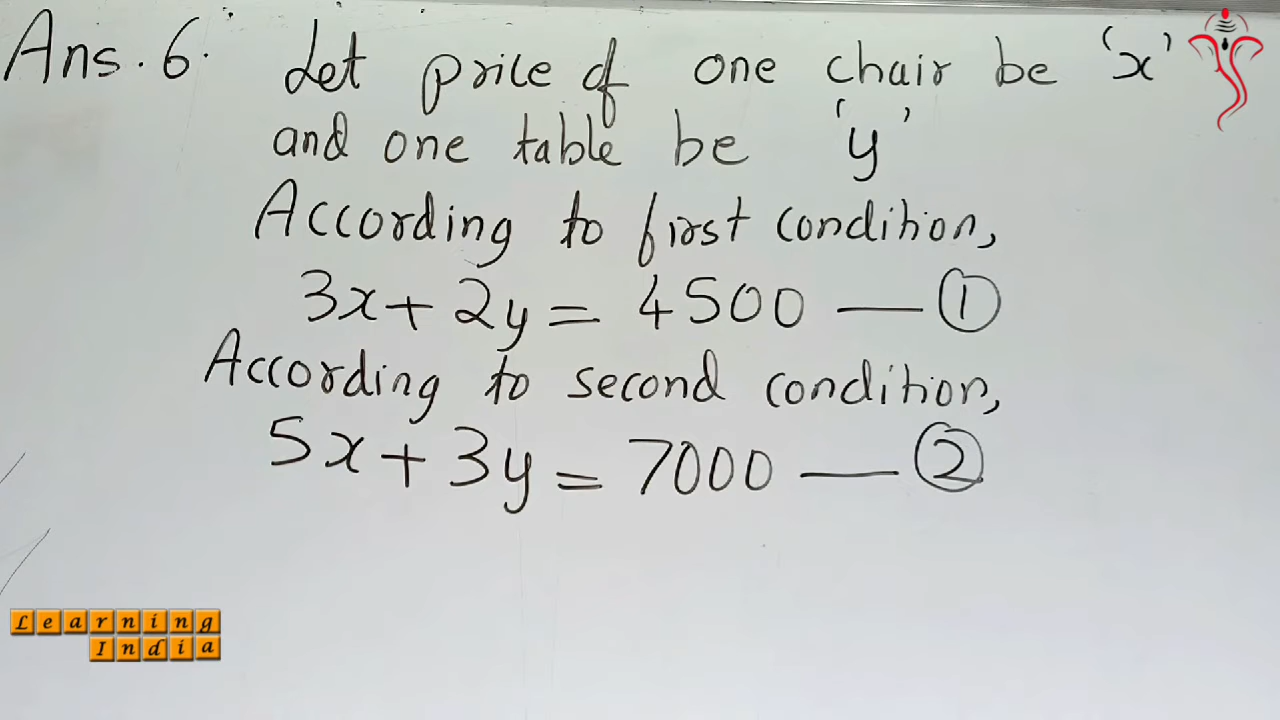 Ans. 6. Let price of one chair be 'x'
and one table be 'y'
According to first condition,
3x + 2y = 4500 — ①
According to second condition,
5x + 3y = 7000 — ②
Learning
India